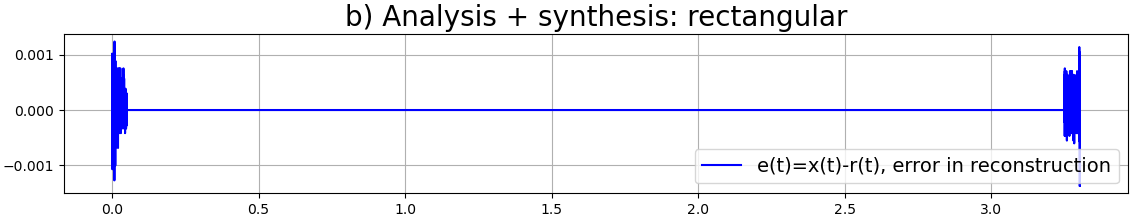 b) Analysis + synthesis: rectangular
0.001
0.000
−0.001
e(t)=x(t)-r(t), error in reconstruction
0.0 0.5 1.0 1.5 2.0 2.5 3.0